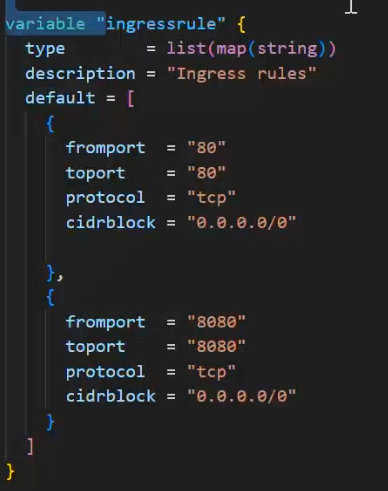 variable "ingressrule" {
  type        = list(map(string))
  description = "Ingress rules"
  default = [
    {
      fromport  = "80"
      toport    = "80"
      protocol  = "tcp"
      cidrblock = "0.0.0.0/0"

    },
    {
      fromport  = "8080"
      toport    = "8080"
      protocol  = "tcp"
      cidrblock = "0.0.0.0/0"
    }
  ]
}